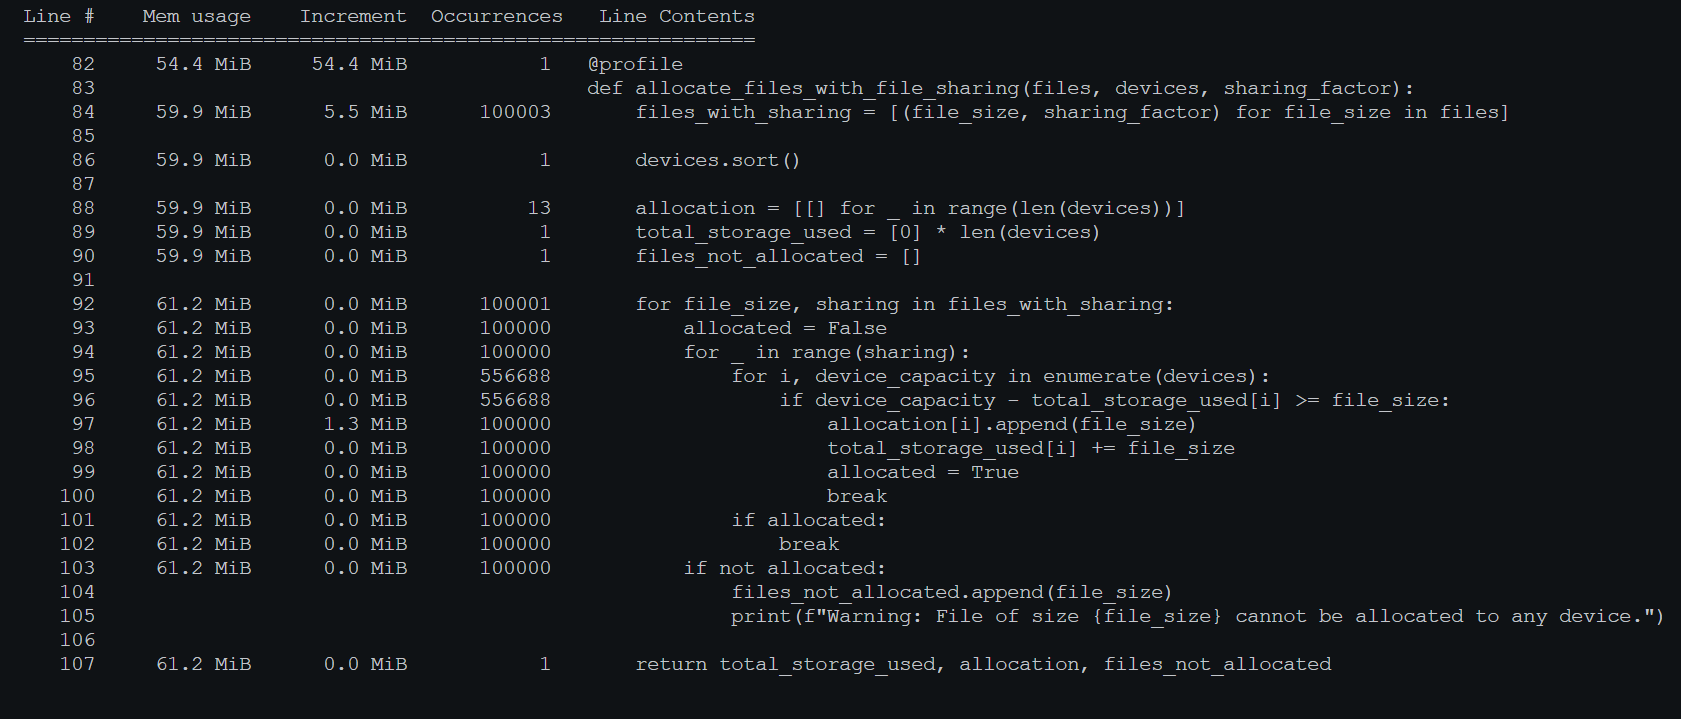 Line #    Mem usage    Increment  Occurrences   Line Contents
=============================================================
    82     54.4 MiB     54.4 MiB           1   @profile
    83                                         def allocate_files_with_file_sharing(files, devices, sharing_factor):
    84     59.9 MiB      5.5 MiB      100003       files_with_sharing = [(file_size, sharing_factor) for file_size in files]
    85
    86     59.9 MiB      0.0 MiB           1       devices.sort()
    87
    88     59.9 MiB      0.0 MiB          13       allocation = [[] for _ in range(len(devices))]
    89     59.9 MiB      0.0 MiB           1       total_storage_used = [0] * len(devices)
    90     59.9 MiB      0.0 MiB           1       files_not_allocated = []
    91
    92     61.2 MiB      0.0 MiB      100001       for file_size, sharing in files_with_sharing:
    93     61.2 MiB      0.0 MiB      100000           allocated = False
    94     61.2 MiB      0.0 MiB      100000           for _ in range(sharing):
    95     61.2 MiB      0.0 MiB      556688               for i, device_capacity in enumerate(devices):
    96     61.2 MiB      0.0 MiB      556688                   if device_capacity - total_storage_used[i] >= file_size:
    97     61.2 MiB      1.3 MiB      100000                       allocation[i].append(file_size)
    98     61.2 MiB      0.0 MiB      100000                       total_storage_used[i] += file_size
    99     61.2 MiB      0.0 MiB      100000                       allocated = True
   100     61.2 MiB      0.0 MiB      100000                       break
   101     61.2 MiB      0.0 MiB      100000               if allocated:
   102     61.2 MiB      0.0 MiB      100000                   break
   103     61.2 MiB      0.0 MiB      100000           if not allocated:
   104                                                         files_not_allocated.append(file_size)
   105                                                         print(f"Warning: File of size {file_size} cannot be allocated to any device.")
   106
   107     61.2 MiB      0.0 MiB           1       return total_storage_used, allocation, files_not_allocated